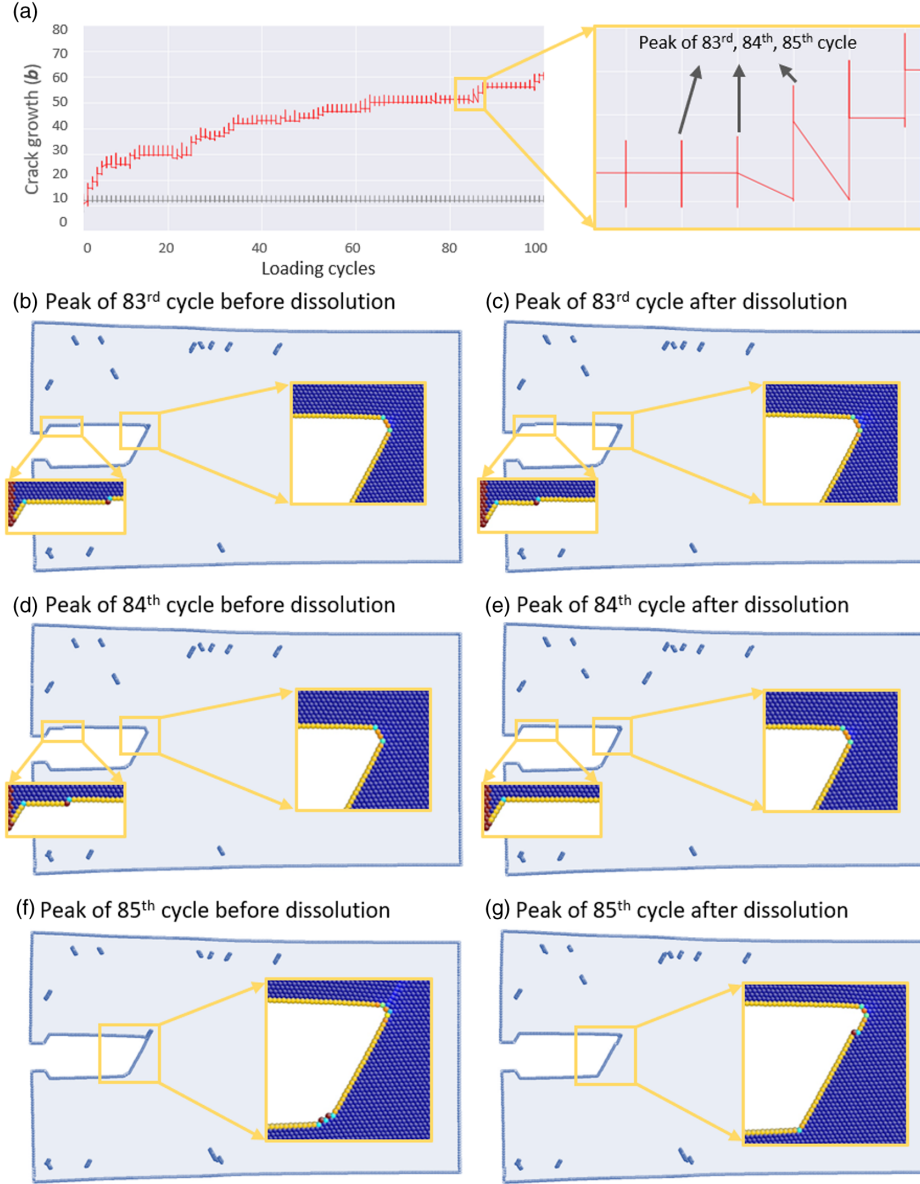 (a)
80
70
60
50
40
30
20
10
0
Crack growth (b)
0 20 40 60 80 100
Loading cycles
Peak of 83rd, 84th, 85th cycle
(b) Peak of 83rd cycle before dissolution
(c) Peak of 83rd cycle after dissolution
(d) Peak of 84th cycle before dissolution
(e) Peak of 84th cycle after dissolution
(f) Peak of 85th cycle before dissolution
(g) Peak of 85th cycle after dissolution